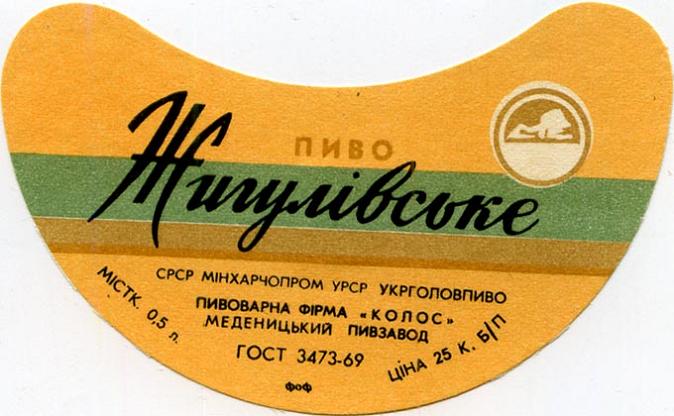 ПИВО
Жигулівське
СРСР МІНХАРЧОПРОМ УРСР УКРГОЛОВПИВО
ПИВОВАРНА ФІРМА «КОЛОС»
МЕДЕНИЦЬКИЙ ПИВЗАВОД
МІСТК. 0,5 л.
ГОСТ 3473-69
ЦІНА 25 К. Б/П
ФОФ